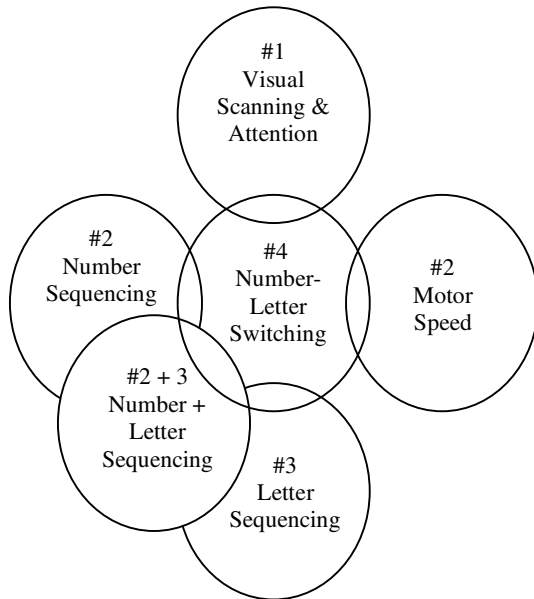 #1
Visual
Scanning &
Attention
#2
Number
Sequencing
#4
Number-
Letter
Switching
#2
Motor
Speed
#2 + 3
Number +
Letter
Sequencing
#3
Letter
Sequencing